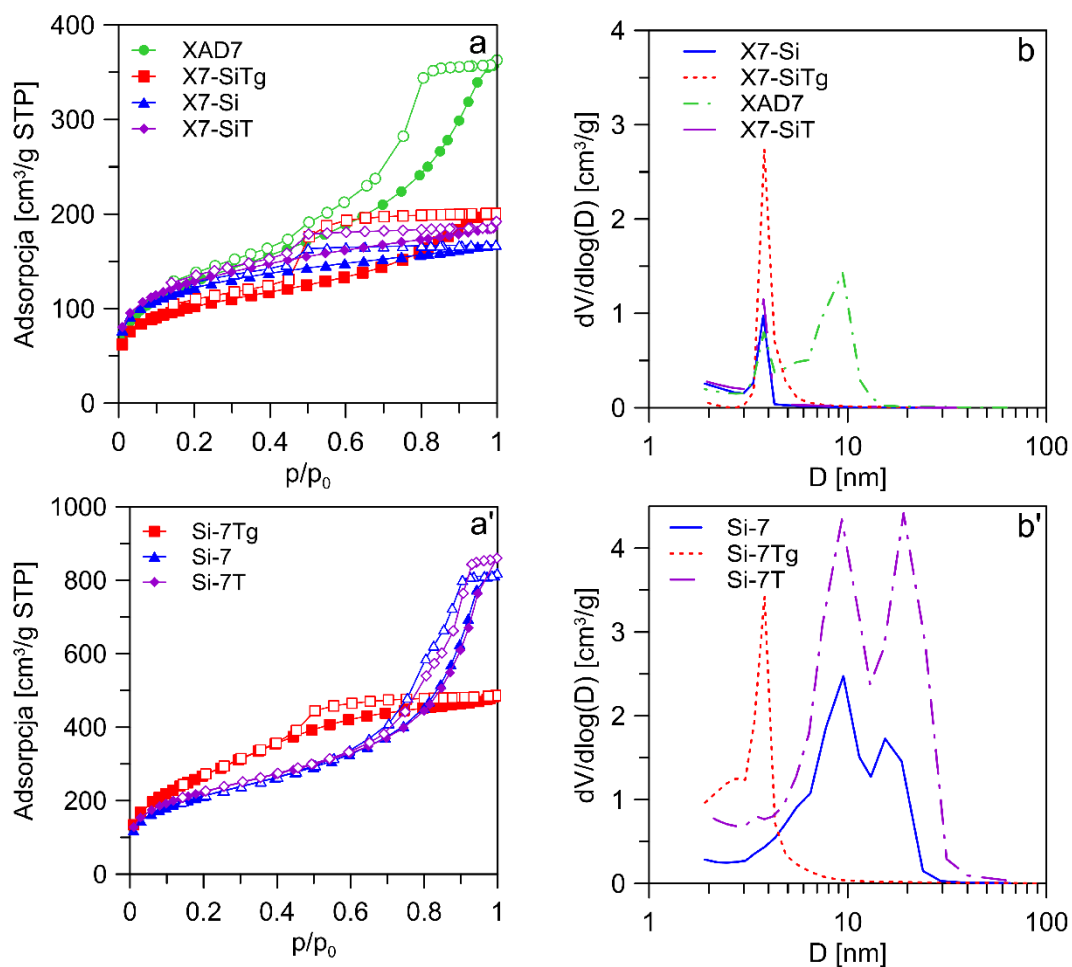 a
XAD7
X7-SiTg
X7-Si
X7-SiT
400
300
200
100
0
Adsorpcja [cm³/g STP]
0 0.2 0.4 0.6 0.8 1
p/p₀
b
X7-Si
X7-SiTg
XAD7
X7-SiT
4
3
2
1
0
dV/dlog(D) [cm³/g]
1 10 100
D [nm]
a'
Si-7Tg
Si-7
Si-7T
1000
800
600
400
200
0
Adsorpcja [cm³/g STP]
0 0.2 0.4 0.6 0.8 1
p/p₀
b'
Si-7
Si-7Tg
Si-7T
4
3
2
1
0
dV/dlog(D) [cm³/g]
1 10 100
D [nm]